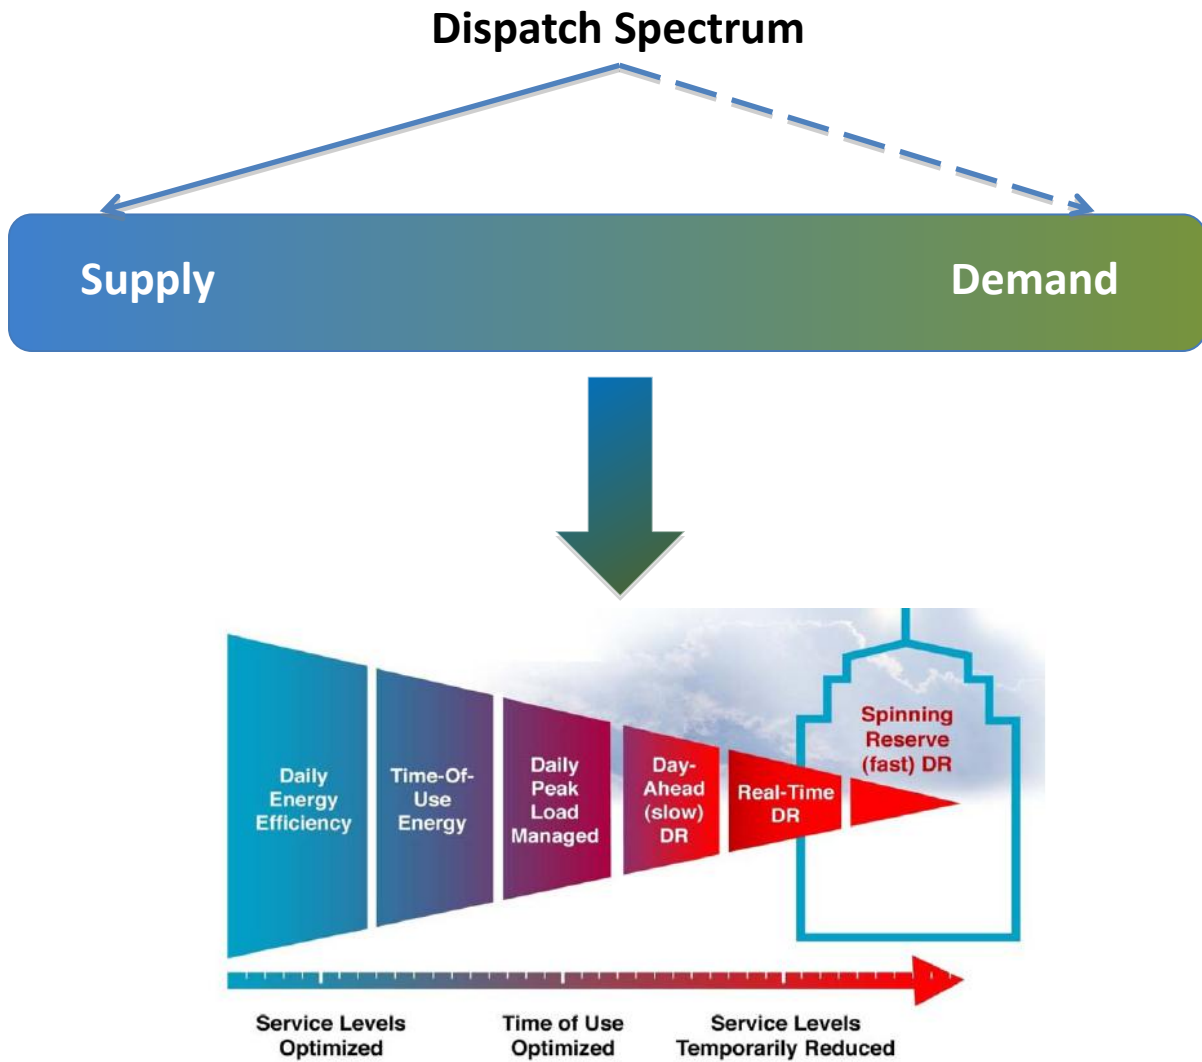 Dispatch Spectrum
Supply
Demand
Daily
Energy
Efficiency
Time-Of-
Use
Energy
Daily
Peak
Load
Managed
Day-
Ahead
(slow)
DR
Real-Time
DR
Spinning
Reserve
(fast) DR
Service Levels
Optimized
Time of Use
Optimized
Service Levels
Temporarily Reduced